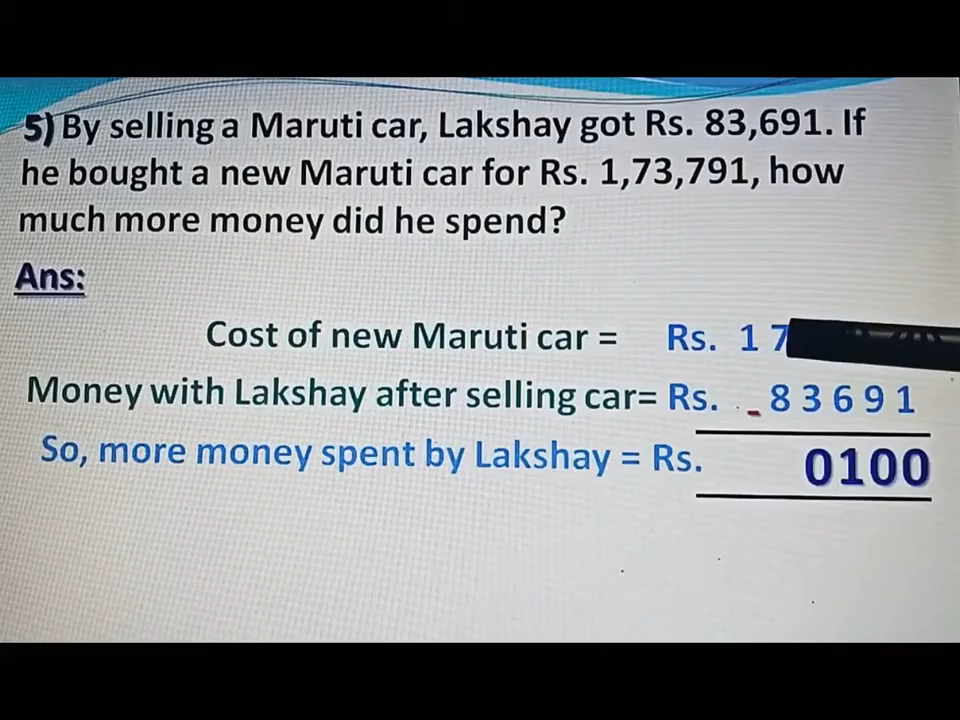 5) By selling a Maruti car, Lakshay got Rs. 83,691. If
he bought a new Maruti car for Rs. 1,73,791, how
much more money did he spend?
Ans:
Cost of new Maruti car = Rs. 1 7
Money with Lakshay after selling car= Rs. - 8 3 6 9 1
So, more money spent by Lakshay = Rs. 0100